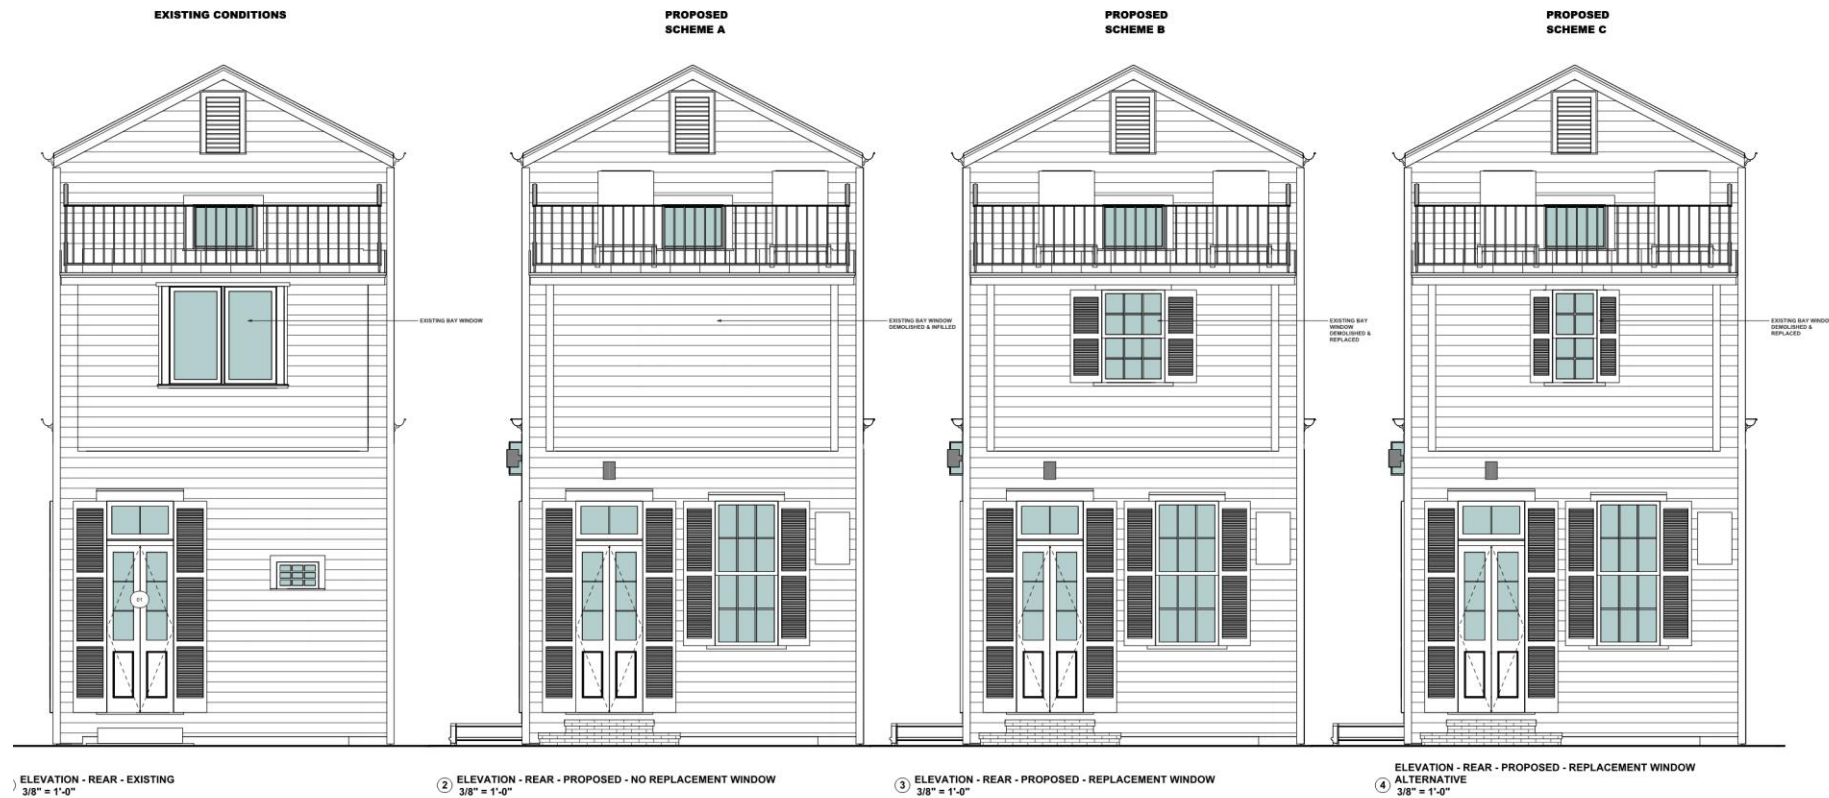 EXISTING CONDITIONS
PROPOSED
SCHEME A
PROPOSED
SCHEME B
PROPOSED
SCHEME C
EXISTING BAY WINDOW
EXISTING BAY WINDOW
DEMOLISHED & INFILLED
EXISTING BAY
WINDOW
DEMOLISHED &
REPLACED
EXISTING BAY WINDO
DEMOLISHED &
REPLACED
01
ELEVATION - REAR - EXISTING
3/8" = 1'-0"
2 ELEVATION - REAR - PROPOSED - NO REPLACEMENT WINDOW
3/8" = 1'-0"
3 ELEVATION - REAR - PROPOSED - REPLACEMENT WINDOW
3/8" = 1'-0"
4 ELEVATION - REAR - PROPOSED - REPLACEMENT WINDOW
ALTERNATIVE
3/8" = 1'-0"